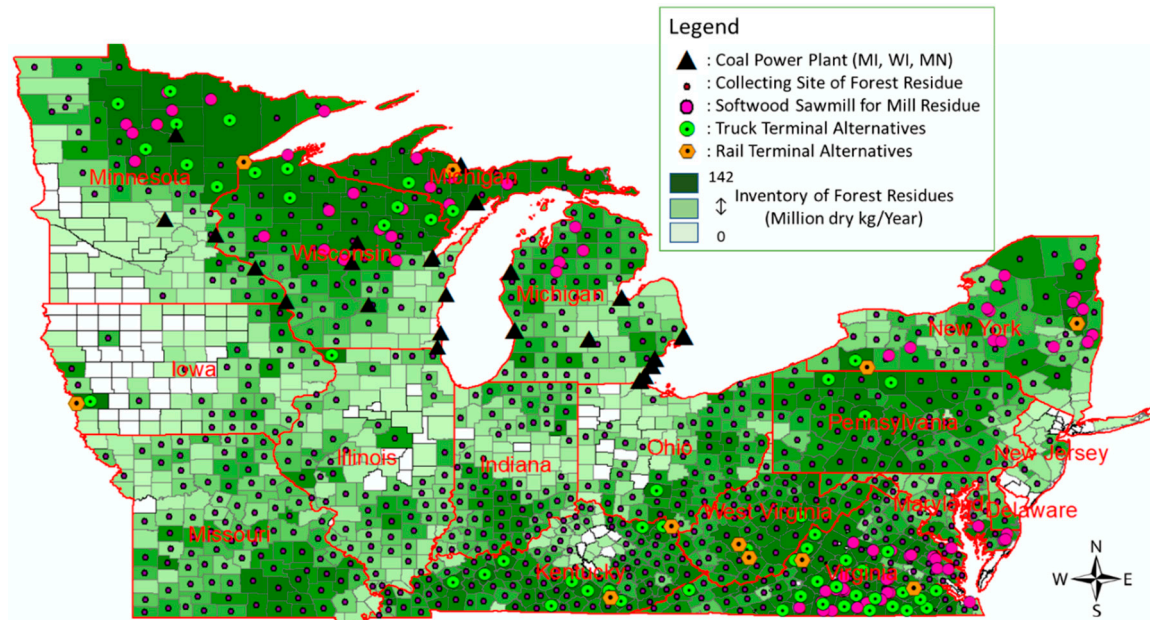 Legend
: Coal Power Plant (MI, WI, MN)
: Collecting Site of Forest Residue
: Softwood Sawmill for Mill Residue
: Truck Terminal Alternatives
: Rail Terminal Alternatives
142
Inventory of Forest Residues
↕
(Million dry kg/Year)
0
Minnesota
Michigan
Wisconsin
Michigan
New York
Iowa
Pennsylvania
Illinois
Indiana
Ohio
New Jersey
Missouri
West Virginia
Maryland
Delaware
Kentucky
Virginia
N
W
E
S